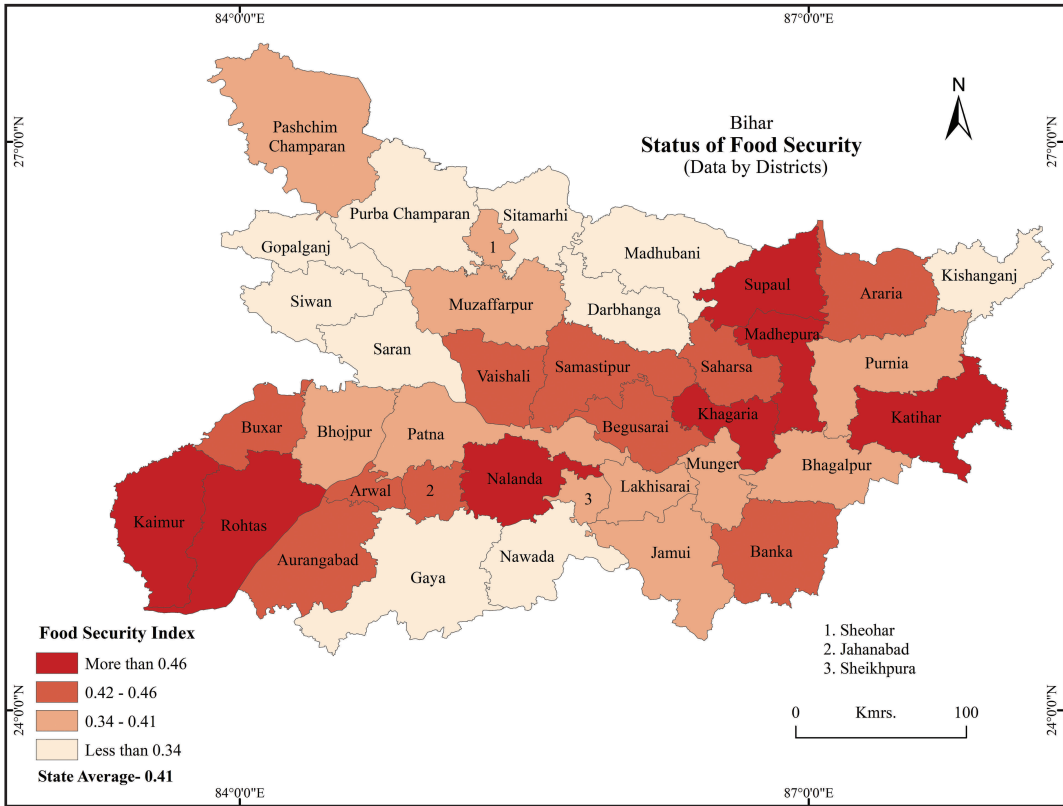 84°0'0"E
87°0'0"E
27°0'0"N
27°0'0"N
N
Bihar
Status of Food Security
(Data by Districts)
Pashchim
Champaran
Purba Champaran
Sitamarhi
Gopalganj
1
Madhubani
Kishanganj
Siwan
Muzaffarpur
Darbhanga
Supaul
Araria
Madhepura
Saran
Vaishali
Samastipur
Saharsa
Purnia
Buxar
Bhojpur
Patna
Begusarai
Khagaria
Katihar
Munger
Bhagalpur
Arwal
2
Nalanda
3
Lakhisarai
Kaimur
Rohtas
Aurangabad
Gaya
Nawada
Jamui
Banka
Food Security Index
More than 0.46
0.42 - 0.46
0.34 - 0.41
Less than 0.34
State Average- 0.41
1. Sheohar
2. Jahanabad
3. Sheikhpura
0 Kmrs. 100
24°0'0"N
24°0'0"N
84°0'0"E
87°0'0"E